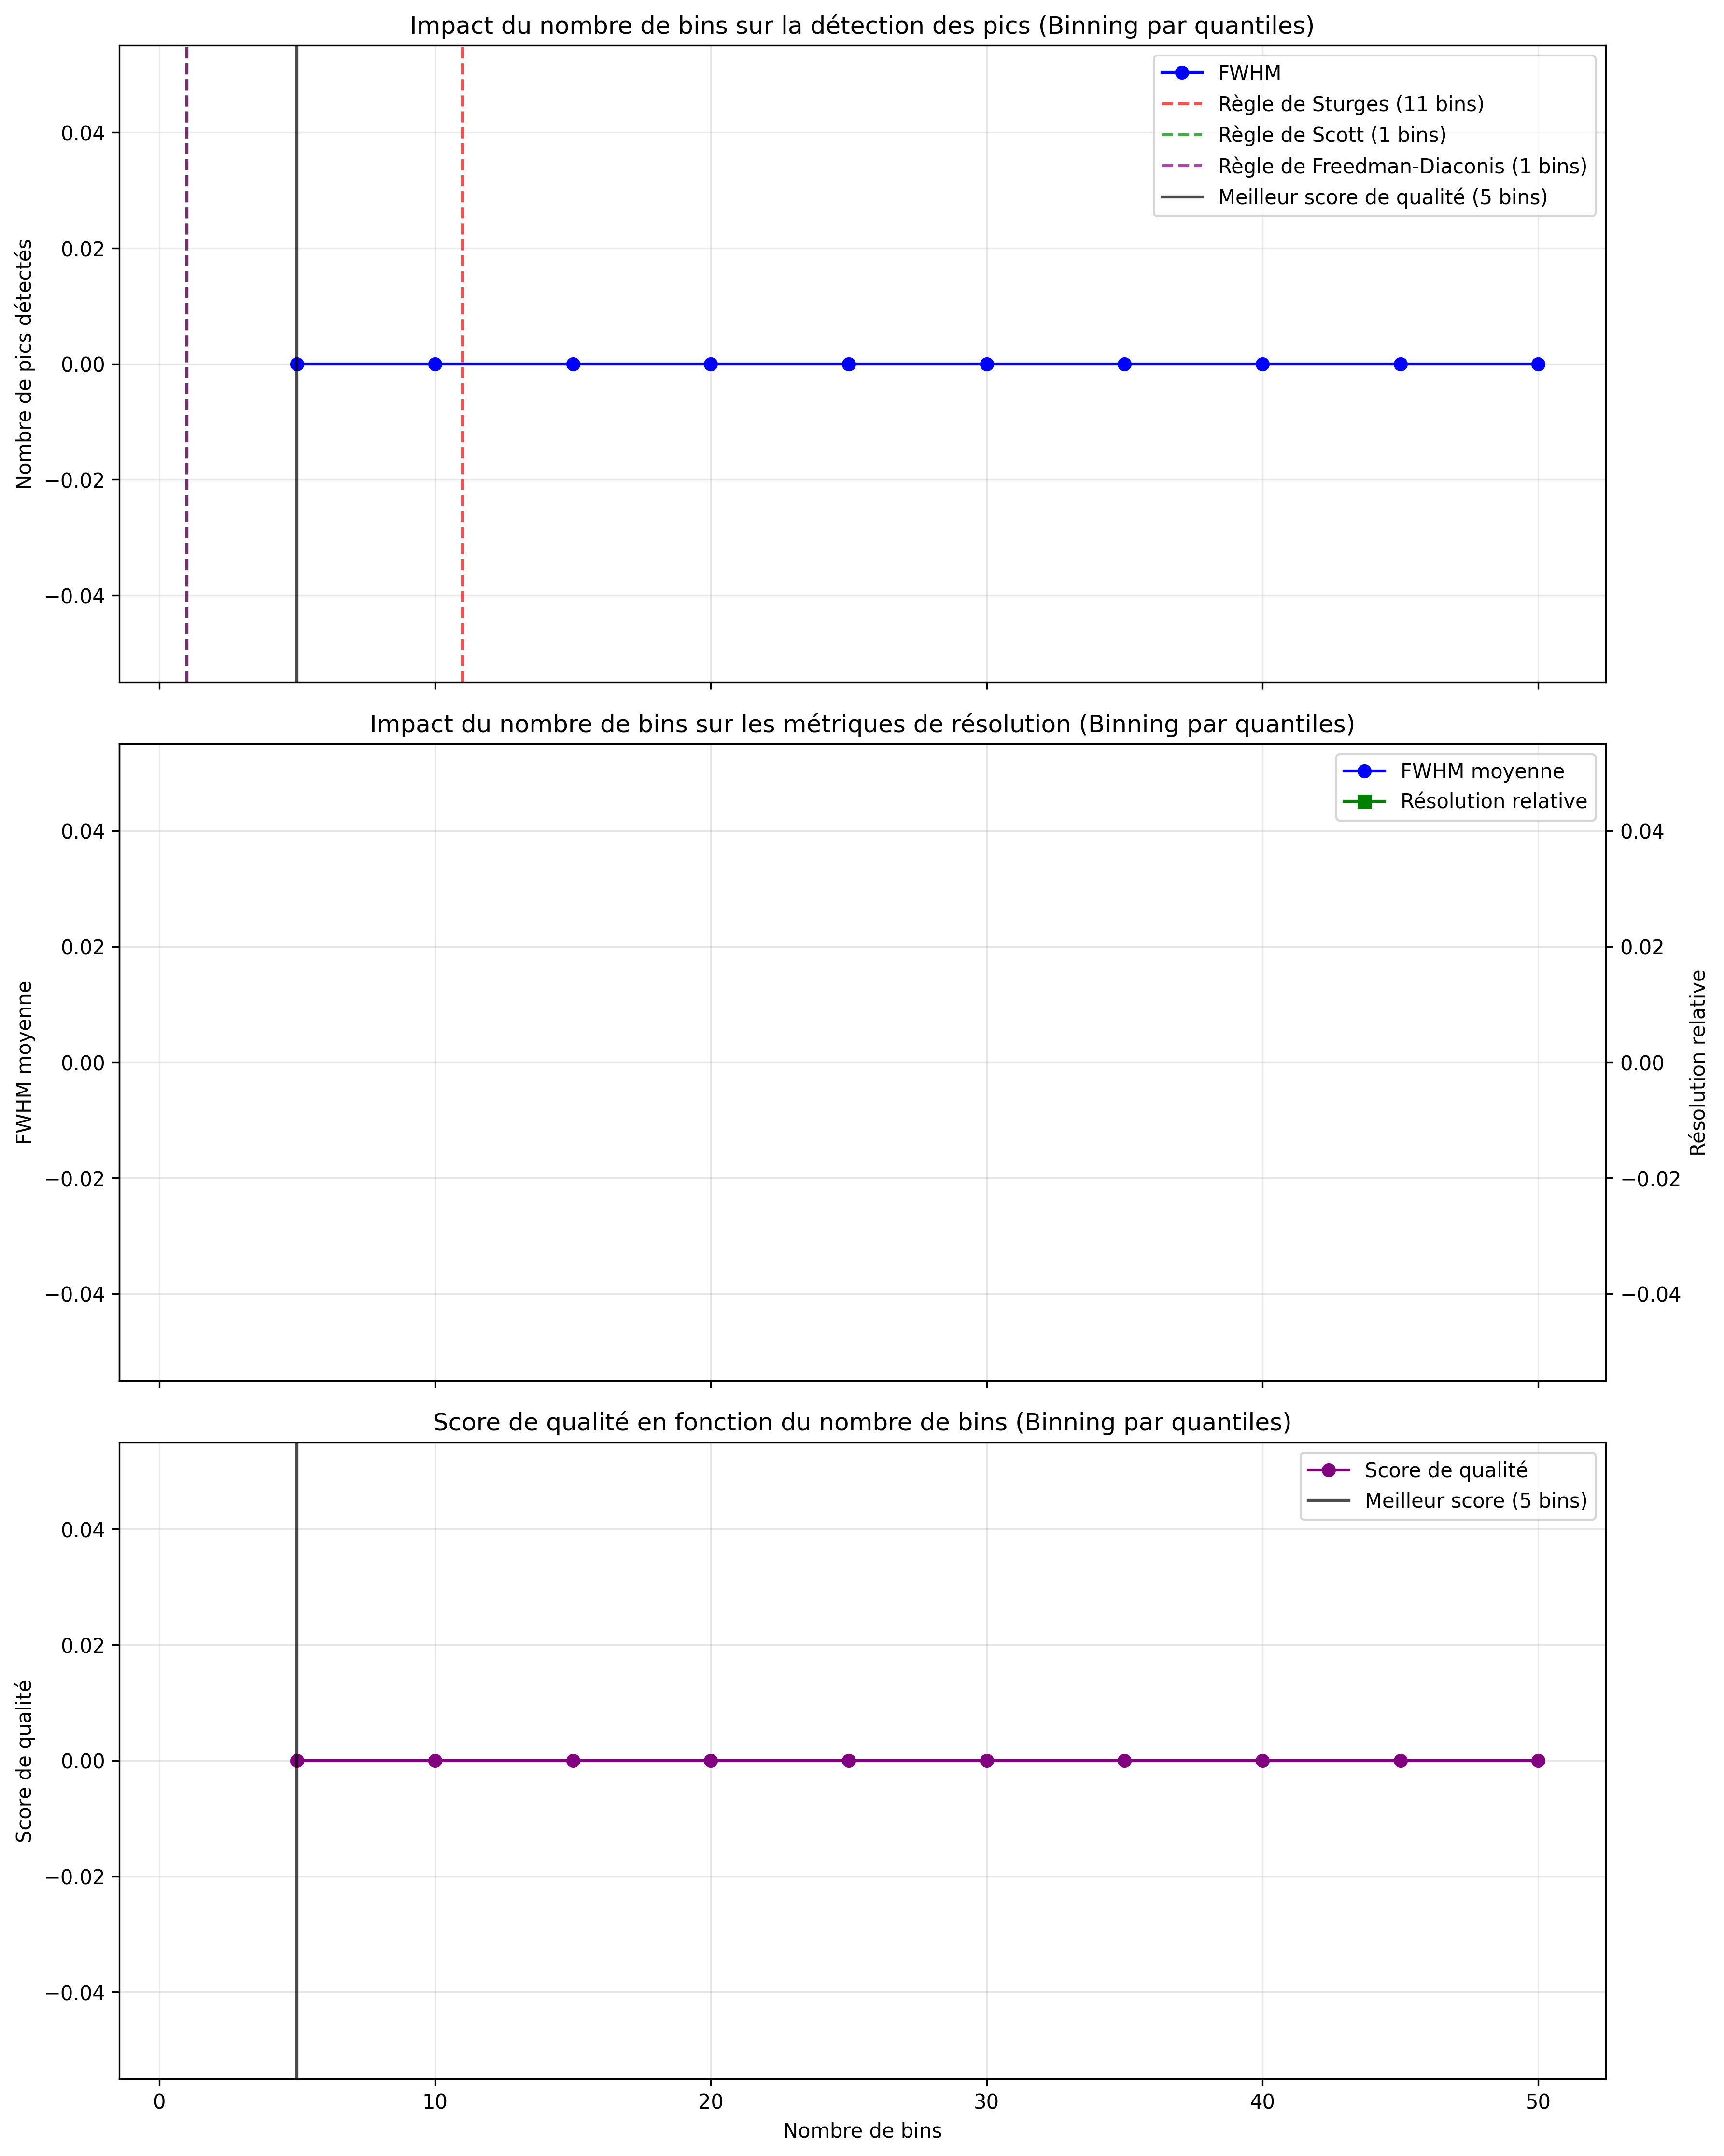 Impact du nombre de bins sur la détection des pics (Binning par quantiles)
FWHM
Règle de Sturges (11 bins)
Règle de Scott (1 bins)
Règle de Freedman-Diaconis (1 bins)
Meilleur score de qualité (5 bins)
Nombre de pics détectés
0.04
0.02
0.00
−0.02
−0.04
Impact du nombre de bins sur les métriques de résolution (Binning par quantiles)
FWHM moyenne
Résolution relative
FWHM moyenne
0.04
0.02
0.00
−0.02
−0.04
0.04
0.02
0.00
−0.02
−0.04
Résolution relative
Score de qualité en fonction du nombre de bins (Binning par quantiles)
Score de qualité
Meilleur score (5 bins)
Score de qualité
0.04
0.02
0.00
−0.02
−0.04
0
10
20
30
40
50
Nombre de bins